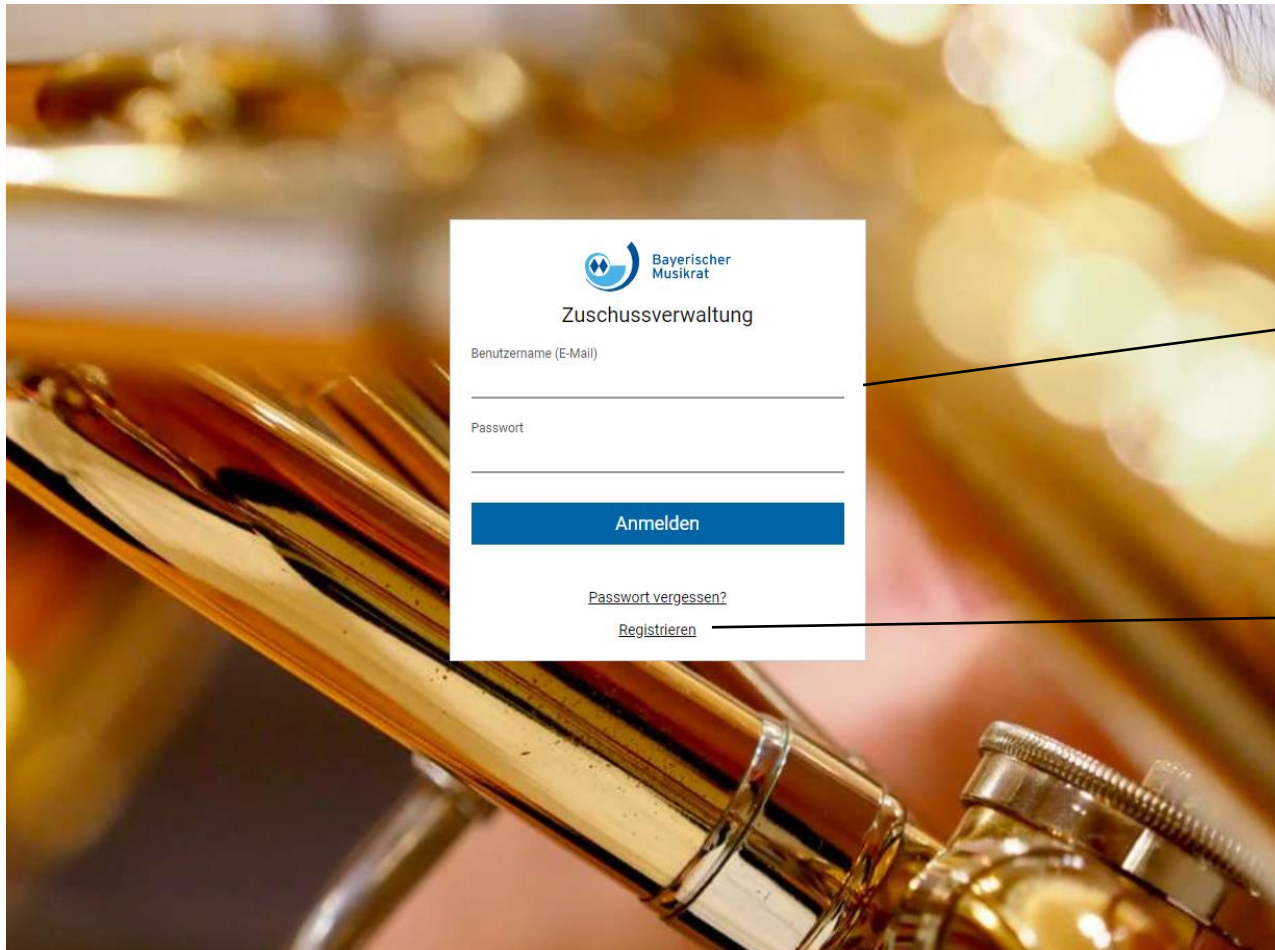 Bayerischer
Musikrat
Zuschussverwaltung
Benutzername (E-Mail)
Passwort
Anmelden
Passwort vergessen?
Registrieren